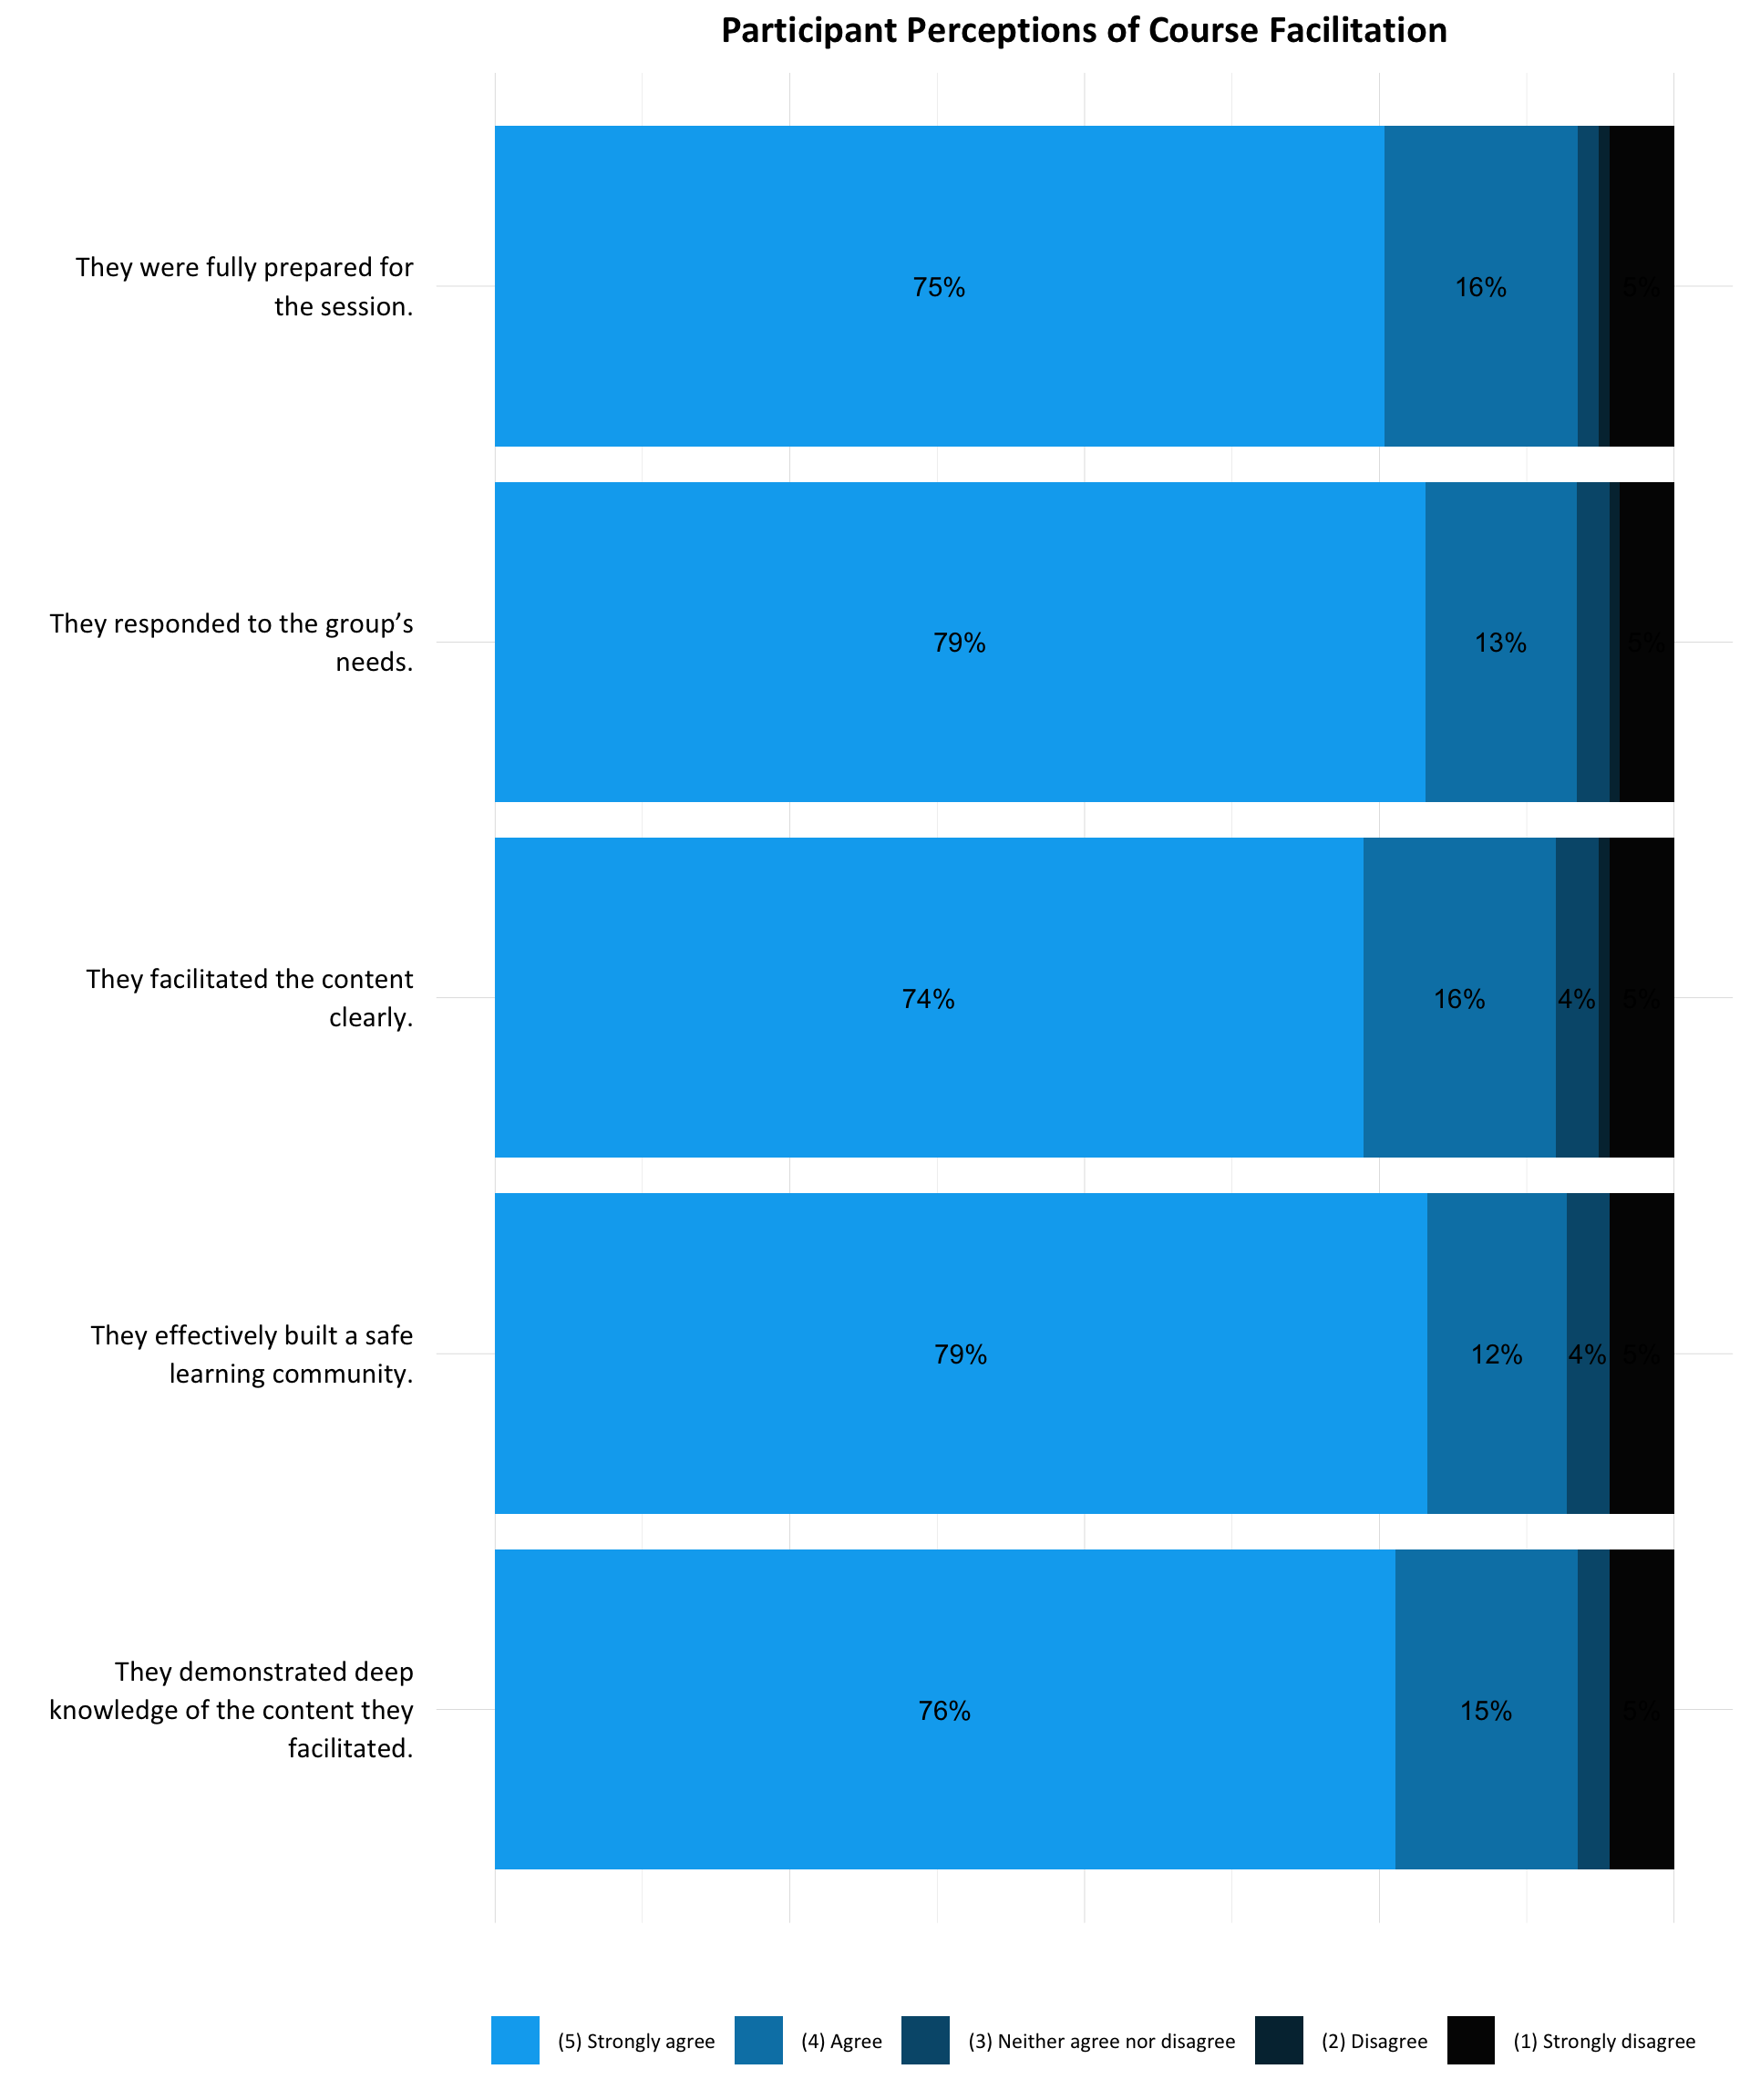 Participant Perceptions of Course Facilitation
They were fully prepared for
the session.
75%
16%
5%
They responded to the group’s
needs.
79%
13%
5%
They facilitated the content
clearly.
74%
16%
4%
5%
They effectively built a safe
learning community.
79%
12%
4%
5%
They demonstrated deep
knowledge of the content they
facilitated.
76%
15%
5%
(5) Strongly agree
(4) Agree
(3) Neither agree nor disagree
(2) Disagree
(1) Strongly disagree